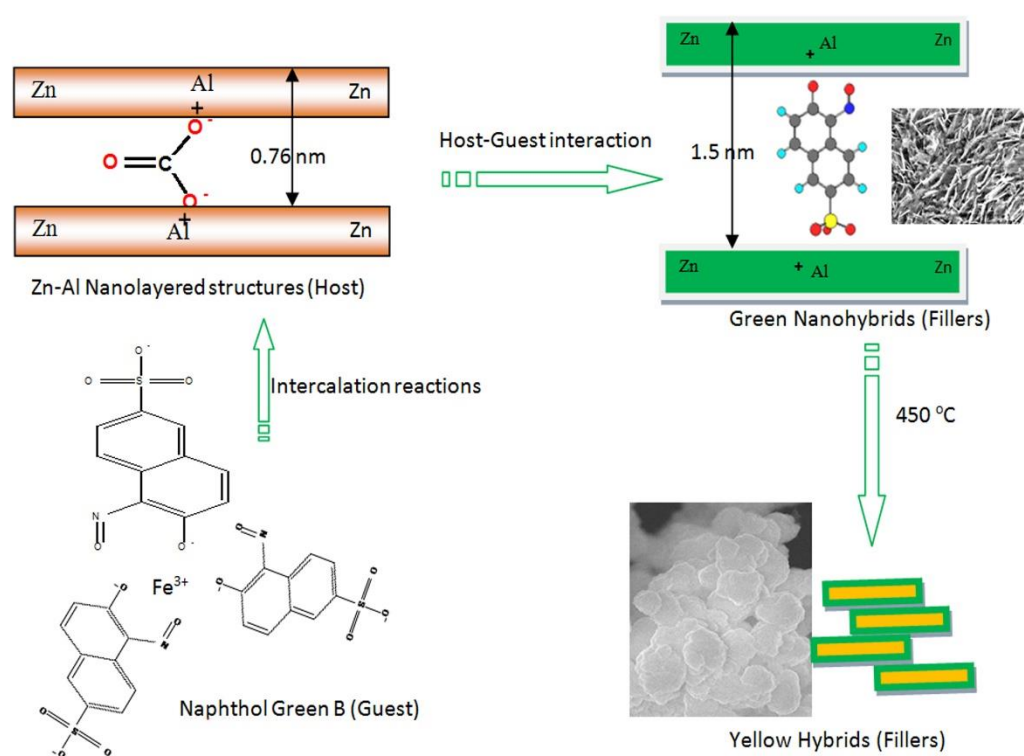 Zn Al Zn
+
O-
O C
0.76 nm
O-
+
Zn Al Zn
Zn-Al Nanolayered structures (Host)
Host-Guest interaction
Zn Al Zn
+
1.5 nm
Zn + Al Zn
Green Nanohybrids (Fillers)
Intercalation reactions
450 °C
O-
O S O
N
O O-
O N
-O
S O
O O-
-O Fe3+
N O
O S O
-O
Naphthol Green B (Guest)
Yellow Hybrids (Fillers)